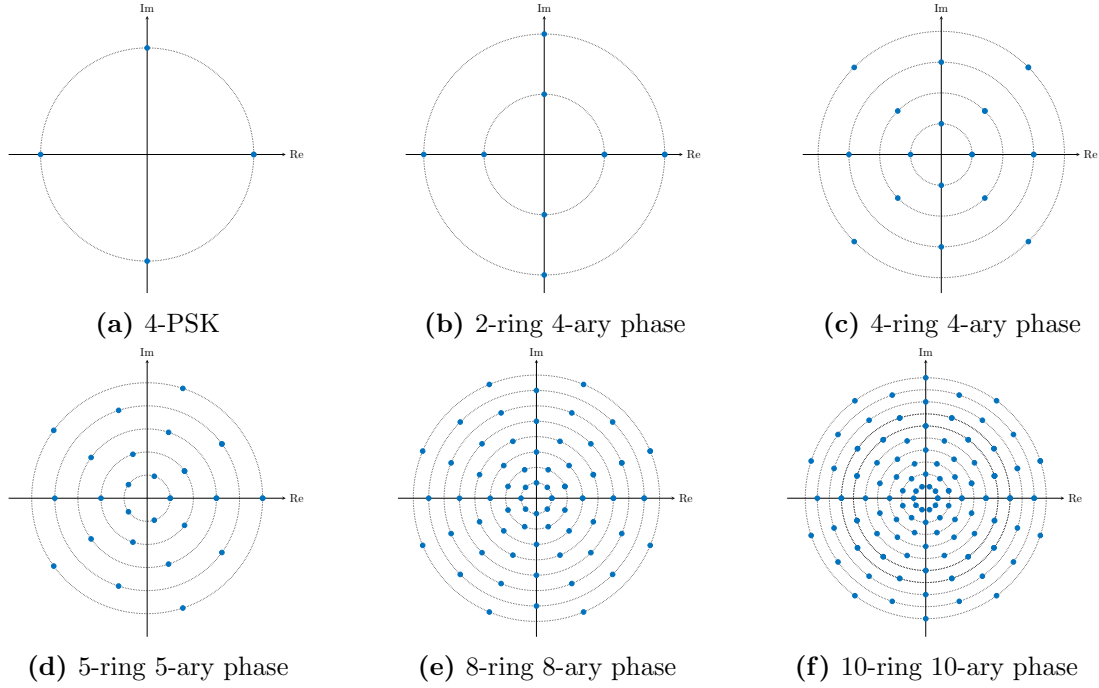 Im
Im
Im
Re
Re
Re
(a) 4-PSK
(b) 2-ring 4-ary phase
(c) 4-ring 4-ary phase
Im
Im
Im
Re
Re
Re
(d) 5-ring 5-ary phase
(e) 8-ring 8-ary phase
(f) 10-ring 10-ary phase